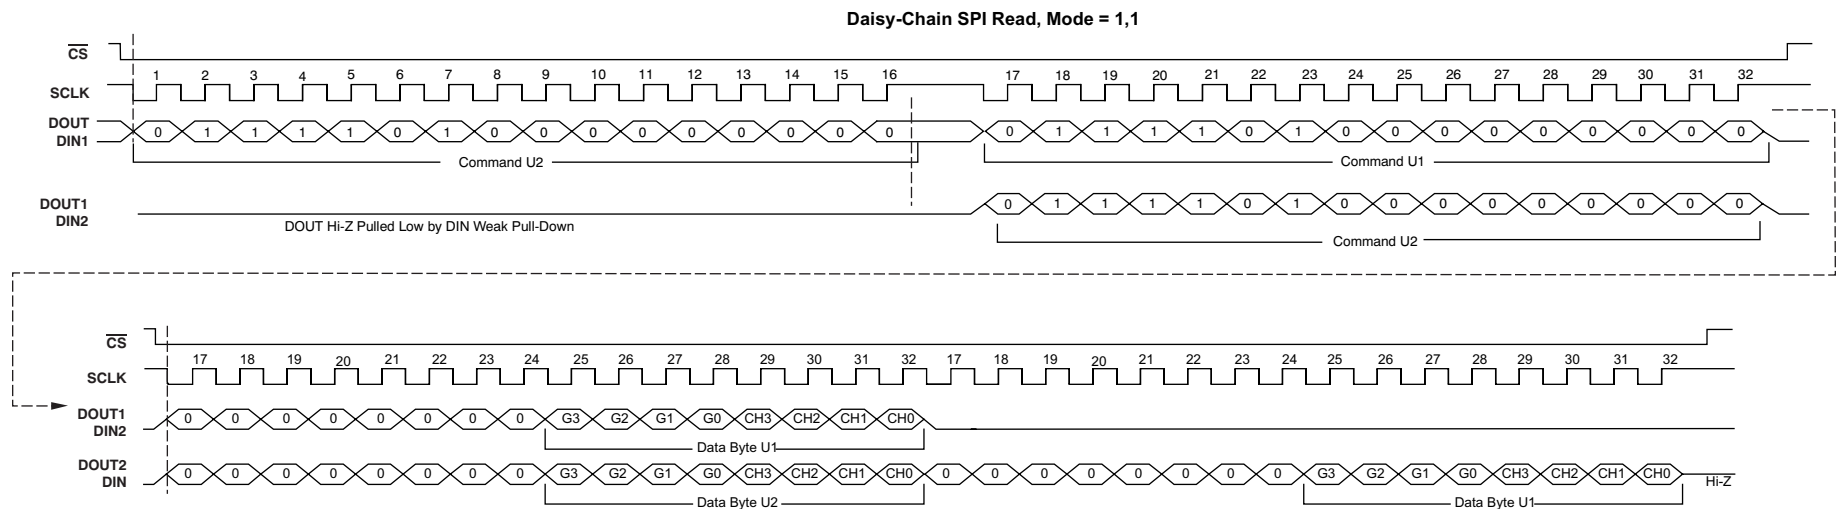 Daisy-Chain SPI Read, Mode = 1,1
CS
1 2 3 4 5 6 7 8 9 10 11 12 13 14 15 16 17 18 19 20 21 22 23 24 25 26 27 28 29 30 31 32
SCLK
DOUT
DIN1
0 1 1 1 1 0 1 0 0 0 0 0 0 0 0 0 0 1 1 1 1 0 1 0 0 0 0 0 0 0 0 0
Command U2 Command U1
DOUT1
DIN2
0 1 1 1 1 0 1 0 0 0 0 0 0 0 0 0
DOUT Hi-Z Pulled Low by DIN Weak Pull-Down
Command U2
CS
17 18 19 20 21 22 23 24 25 26 27 28 29 30 31 32 17 18 19 20 21 22 23 24 25 26 27 28 29 30 31 32
SCLK
DOUT1
DIN2
0 0 0 0 0 0 0 0 G3 G2 G1 G0 CH3 CH2 CH1 CH0
Data Byte U1
DOUT2
DIN
0 0 0 0 0 0 0 0 G3 G2 G1 G0 CH3 CH2 CH1 CH0 0 0 0 0 0 0 0 0 G3 G2 G1 G0 CH3 CH2 CH1 CH0
Hi-Z
Data Byte U2 Data Byte U1